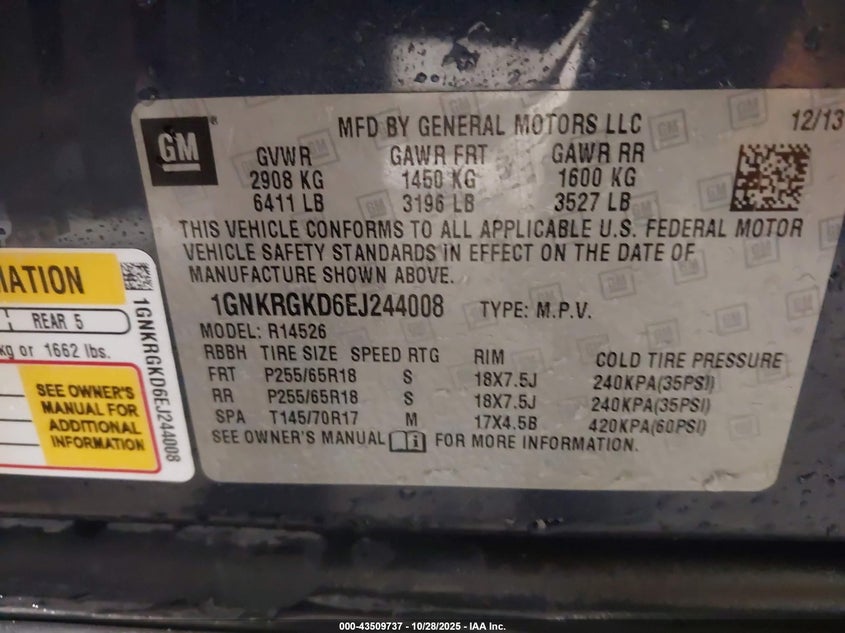 GM
MFD BY GENERAL MOTORS LLC 12/13
GVWR GAWR FRT GAWR RR
2908 KG 1450 KG 1600 KG
6411 LB 3196 LB 3527 LB
THIS VEHICLE CONFORMS TO ALL APPLICABLE U.S. FEDERAL MOTOR
VEHICLE SAFETY STANDARDS IN EFFECT ON THE DATE OF
MANUFACTURE SHOWN ABOVE.
1GNKRGKD6EJ244008 TYPE: M.P.V.
MODEL: R14526
RBBH TIRE SIZE SPEED RTG RIM COLD TIRE PRESSURE
FRT P255/65R18 S 18X7.5J 240KPA(35PSI)
RR P255/65R18 S 18X7.5J 240KPA(35PSI)
SPA T145/70R17 M 17X4.5B 420KPA(60PSI)
SEE OWNER'S MANUAL FOR MORE INFORMATION.
MATION
REAR 5
kg or 1662 lbs.
SEE OWNER'S
MANUAL FOR
ADDITIONAL
INFORMATION
1GNKRGKD6EJ244008
000-43509737 - 10/28/2025 - IAA Inc.